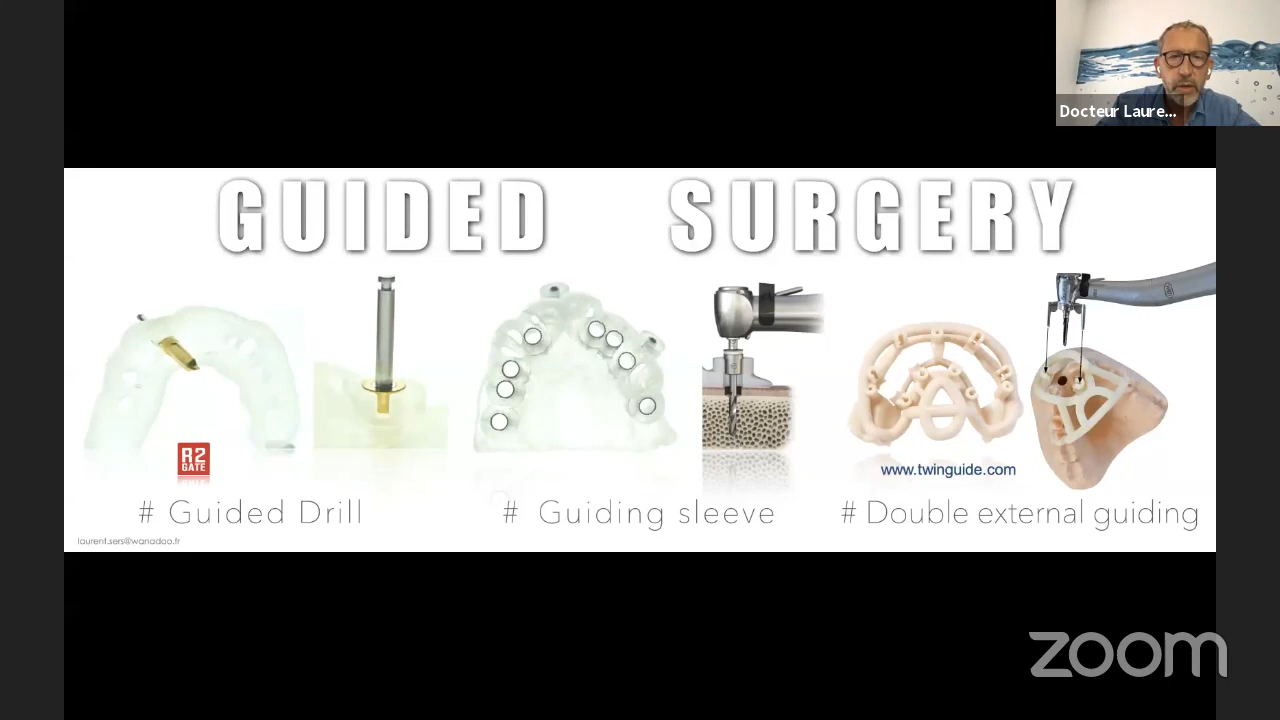 Docteur Laure...
GUIDED SURGERY
R2
GATE
www.twinguide.com
# Guided Drill
# Guiding sleeve
# Double external guiding
laurent.sers@wanadoo.fr
zoom